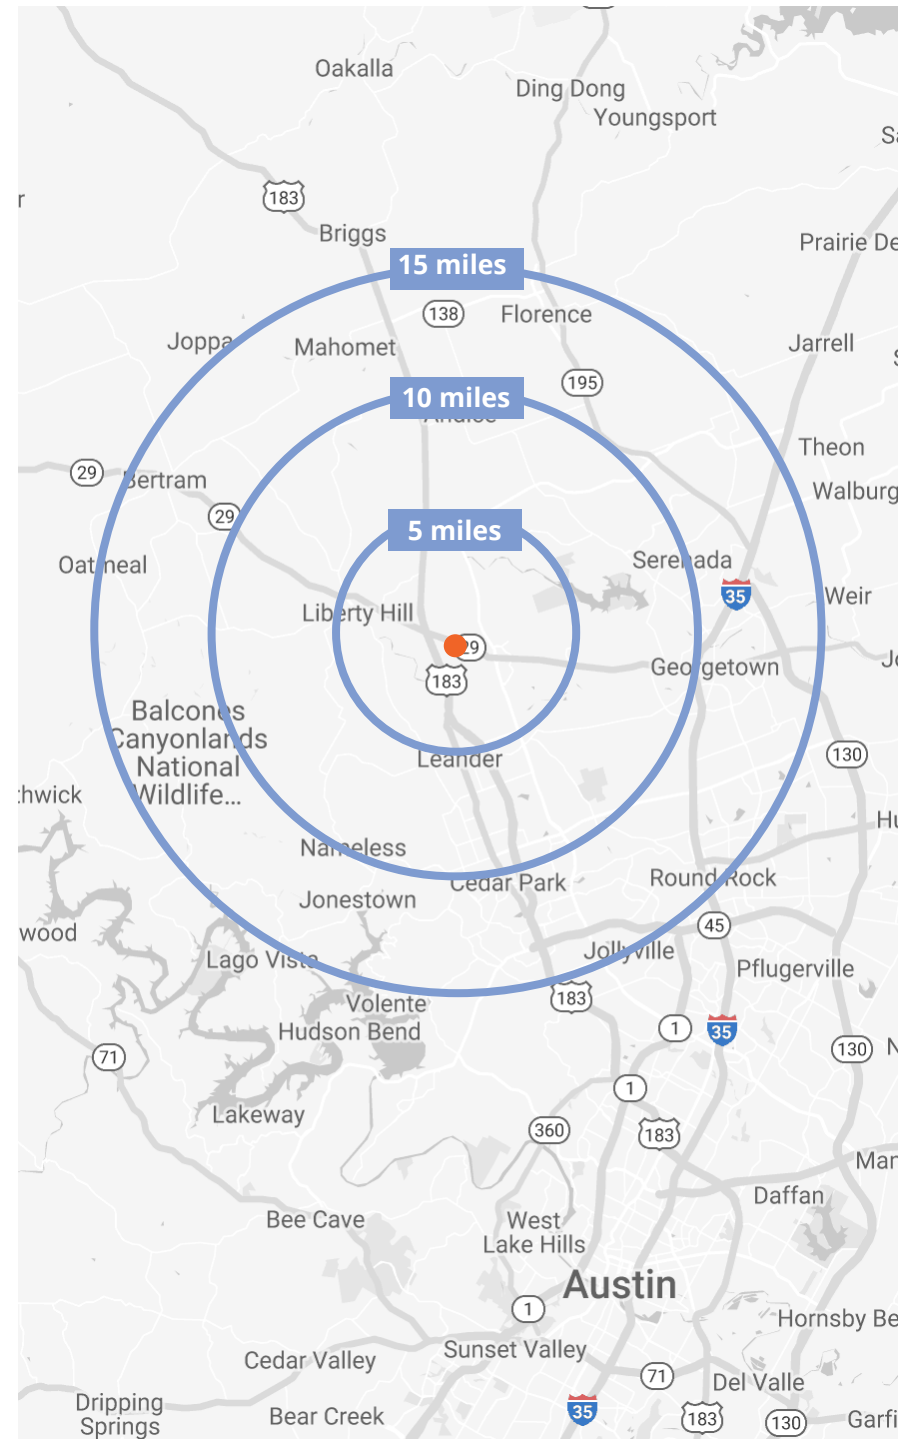 Oakalla
Ding Dong
Youngsport
183
Briggs
Prairie De
15 miles
138
Florence
Joppa
Mahomet
Jarrell
195
10 miles
Theon
29
Bertram
Walburg
29
5 miles
Oatmeal
Serenada
35
Weir
Liberty Hill
29
Georgetown
183
Balcones
Canyonlands
National
Wildlife...
Leander
130
hwick
Nameless
Cedar Park
Round Rock
Jonestown
45
wood
Jollyville
Lago Vista
Pflugerville
183
Volente
1
35
Hudson Bend
130
71
1
Lakeway
360
183
Mar
Daffan
Bee Cave
West
Lake Hills
Austin
1
Hornsby Be
Sunset Valley
Cedar Valley
71
Del Valle
Dripping
Springs
Bear Creek
35
183
130
Garfi